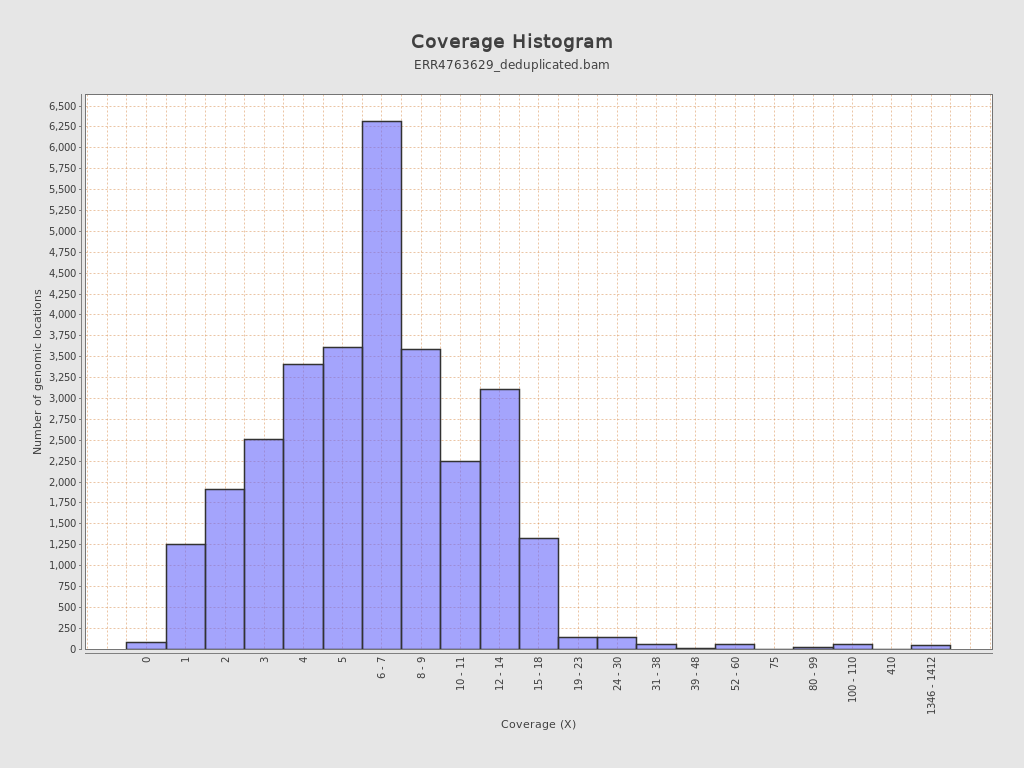 Coverage Histogram
ERR4763629_deduplicated.bam
6,500
6,250
6,000
5,750
5,500
5,250
5,000
4,750
4,500
4,250
4,000
3,750
3,500
3,250
3,000
2,750
2,500
2,250
2,000
1,750
1,500
1,250
1,000
750
500
250
0
Number of genomic locations
0
1
2
3
4
5
6 - 7
8 - 9
10 - 11
12 - 14
15 - 18
19 - 23
24 - 30
31 - 38
39 - 48
52 - 60
75
80 - 99
100 - 110
410
1346 - 1412
Coverage (X)